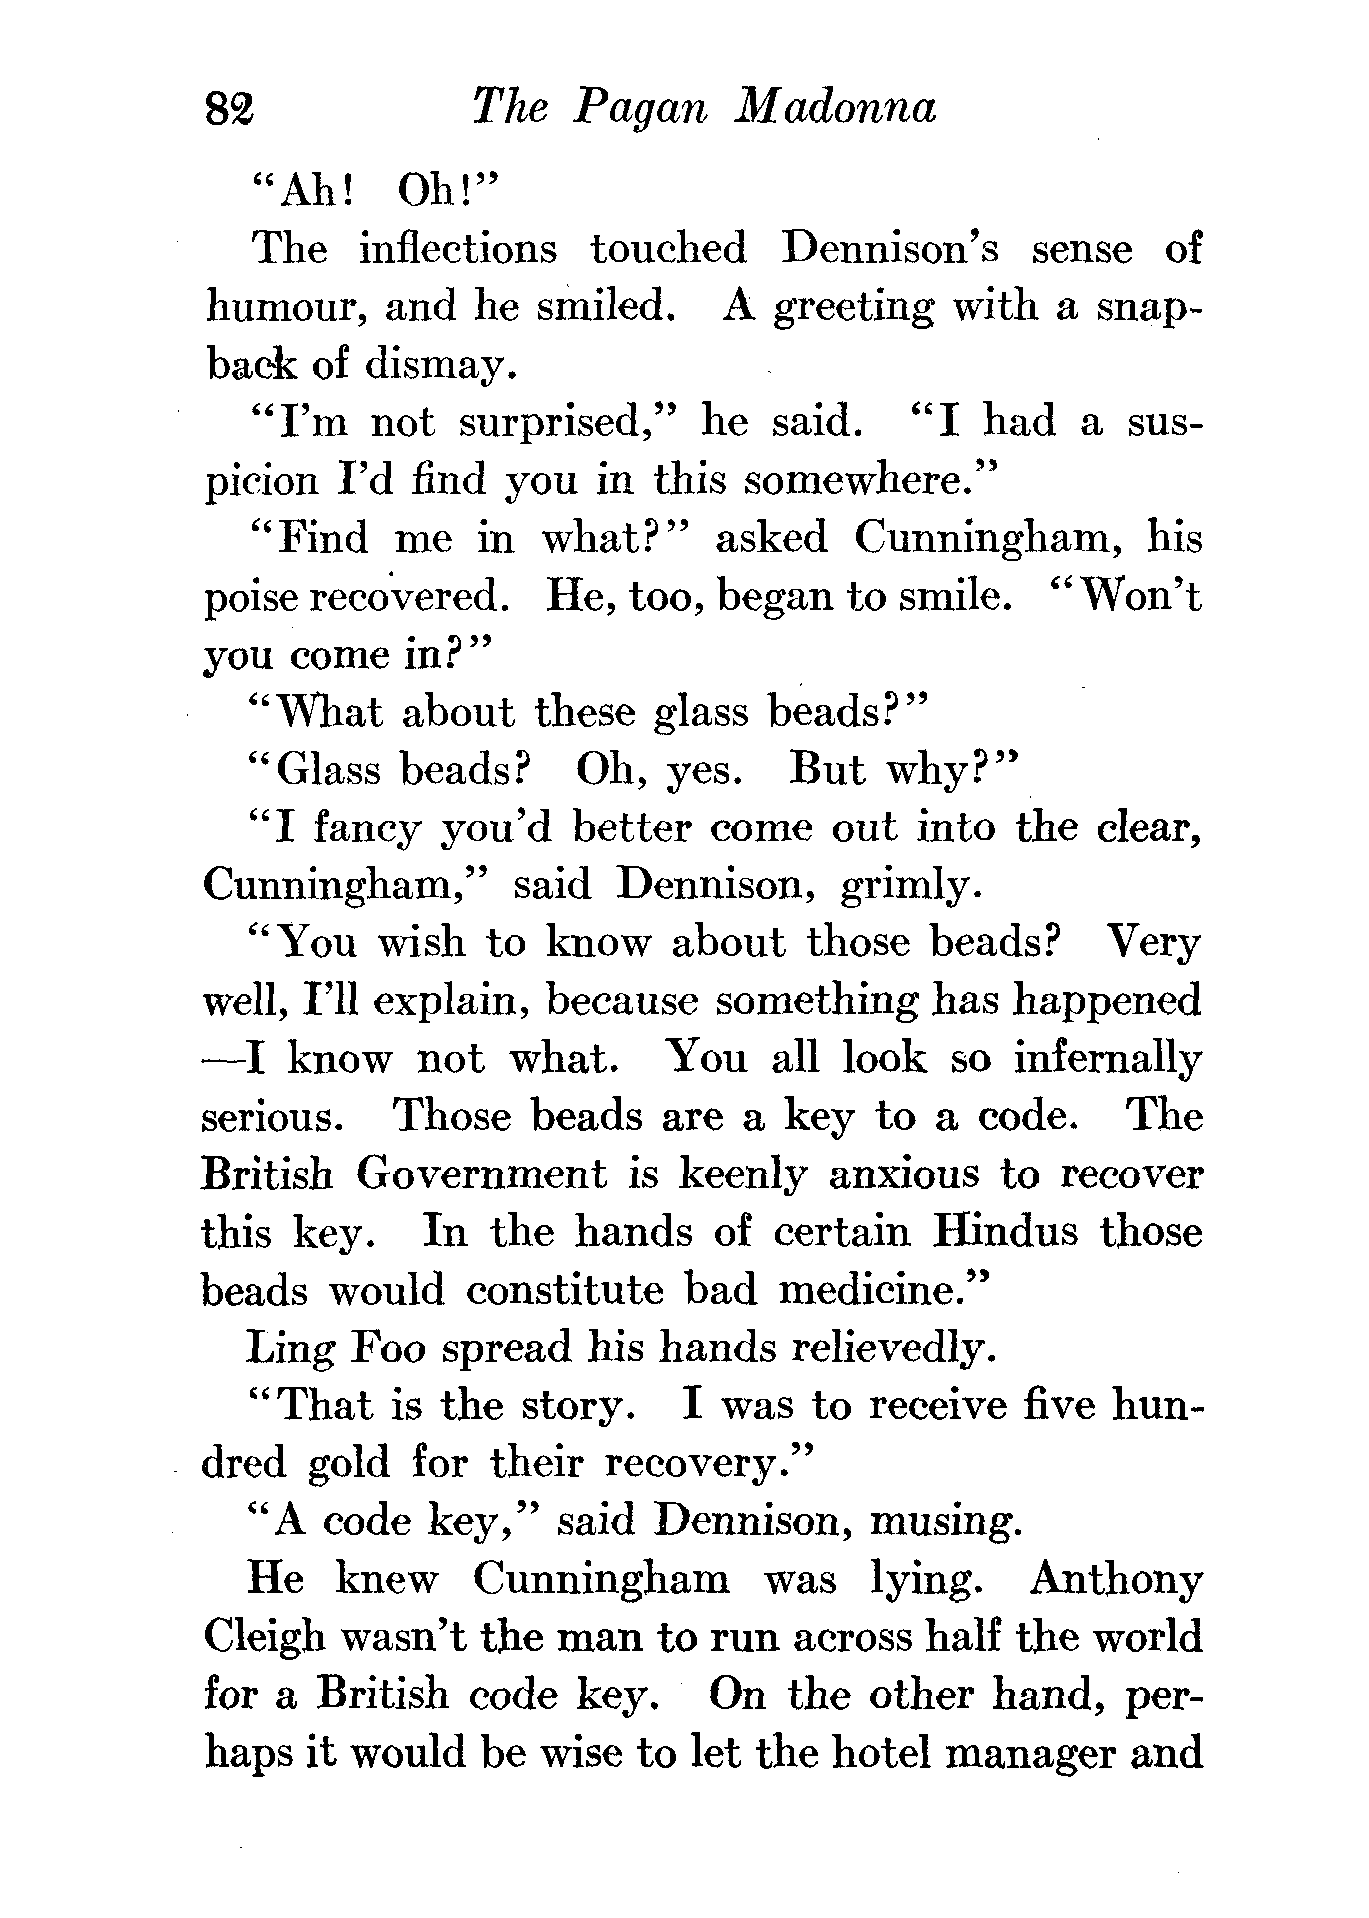 82 The Pagan Madonna
“Ah! Oh!”
The inflections touched Dennison’s sense of
humour, and he smiled. A greeting with a snap-
back of dismay.
“I’m not surprised,” he said. “I had a sus-
picion I’d find you in this somewhere.”
“Find me in what?” asked Cunningham, his
poise recovered. He, too, began to smile. “Won’t
you come in?”
“What about these glass beads?”
“Glass beads? Oh, yes. But why?”
“I fancy you’d better come out into the clear,
Cunningham,” said Dennison, grimly.
“You wish to know about those beads? Very
well, I’ll explain, because something has happened
—I know not what. You all look so infernally
serious. Those beads are a key to a code. The
British Government is keenly anxious to recover
this key. In the hands of certain Hindus those
beads would constitute bad medicine.”
Ling Foo spread his hands relievedly.
“That is the story. I was to receive five hun-
dred gold for their recovery.”
“A code key,” said Dennison, musing.
He knew Cunningham was lying. Anthony
Cleigh wasn’t the man to run across half the world
for a British code key. On the other hand, per-
haps it would be wise to let the hotel manager and